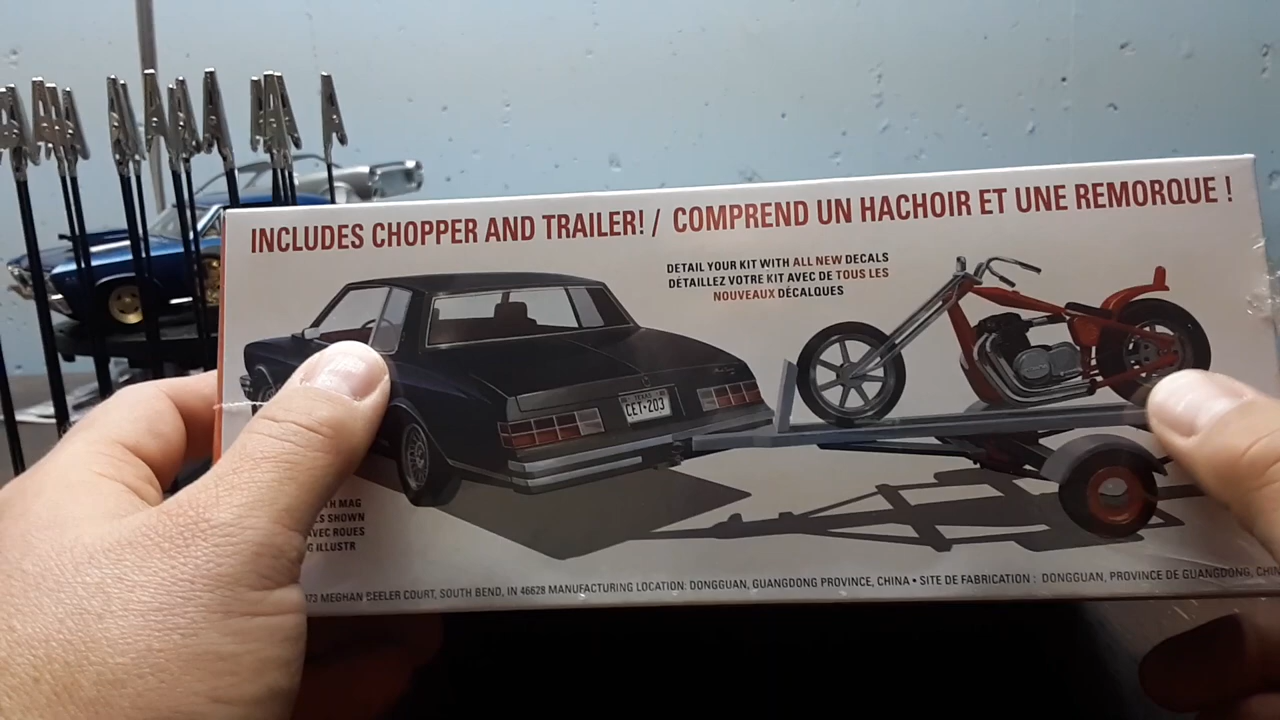 INCLUDES CHOPPER AND TRAILER! / COMPREND UN HACHOIR ET UNE REMORQUE !
DETAIL YOUR KIT WITH ALL NEW DECALS
DÉTAILLEZ VOTRE KIT AVEC DE TOUS LES
NOUVEAUX DÉCALQUES
TEXAS
CET·203
MAG
SHOWN
AVEC ROUES
ILLUSTR
MEGHAN BEELER COURT, SOUTH BEND, IN 46628 MANUFACTURING LOCATION: DONGGUAN, GUANGDONG PROVINCE, CHINA • SITE DE FABRICATION : DONGGUAN, PROVINCE DE GUANGDONG,